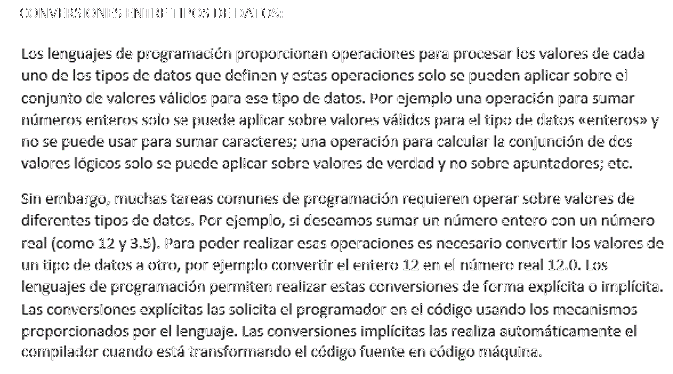 CONVERSIONES ENTRE TIPOS DE DATOS:
Los lenguajes de programación proporcionan operaciones para procesar los valores de cada
uno de los tipos de datos que definen y estas operaciones solo se pueden aplicar sobre el
conjunto de valores válidos para ese tipo de datos. Por ejemplo una operación para sumar
números enteros solo se puede aplicar sobre valores válidos para el tipo de datos «enteros» y
no se puede usar para sumar caracteres; una operación para calcular la conjunción de dos
valores lógicos solo se puede aplicar sobre valores de verdad y no sobre apuntadores; etc.
Sin embargo, muchas tareas comunes de programación requieren operar sobre valores de
diferentes tipos de datos. Por ejemplo, si deseamos sumar un número entero con un número
real (como 12 y 3.5). Para poder realizar esas operaciones es necesario convertir los valores de
un tipo de datos a otro, por ejemplo convertir el entero 12 en el número real 12.0. Los
lenguajes de programación permiten realizar estas conversiones de forma explícita o implícita.
Las conversiones explícitas las solicita el programador en el código usando los mecanismos
proporcionados por el lenguaje. Las conversiones implícitas las realiza automáticamente el
compilador cuando está transformando el código fuente en código máquina.